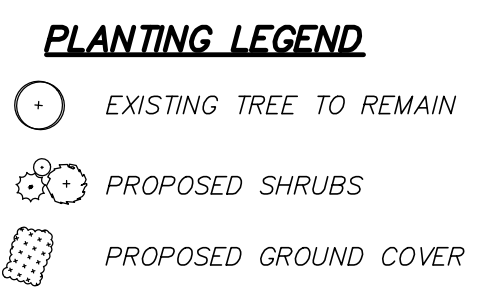 PLANTING LEGEND
EXISTING TREE TO REMAIN
PROPOSED SHRUBS
PROPOSED GROUND COVER